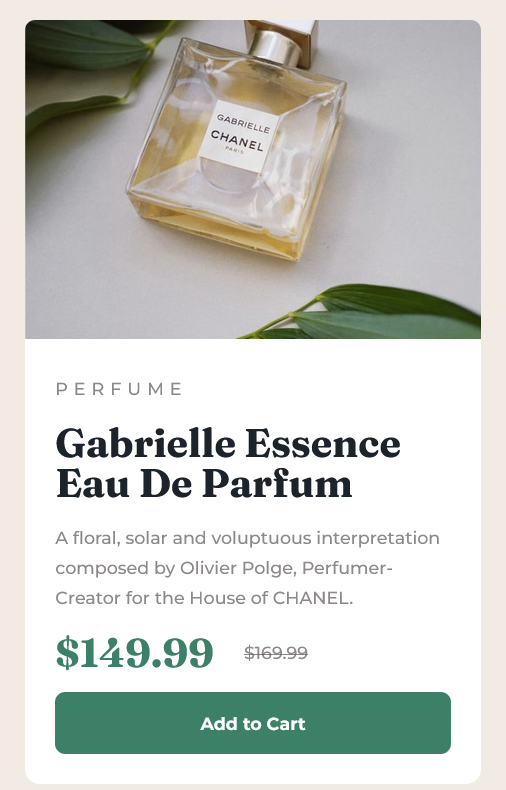 GABRIELLE
CHANEL
PARIS
PERFUME
Gabrielle Essence
Eau De Parfum
A floral, solar and voluptuous interpretation
composed by Olivier Polge, Perfumer-
Creator for the House of CHANEL.
$149.99 $169.99
Add to Cart